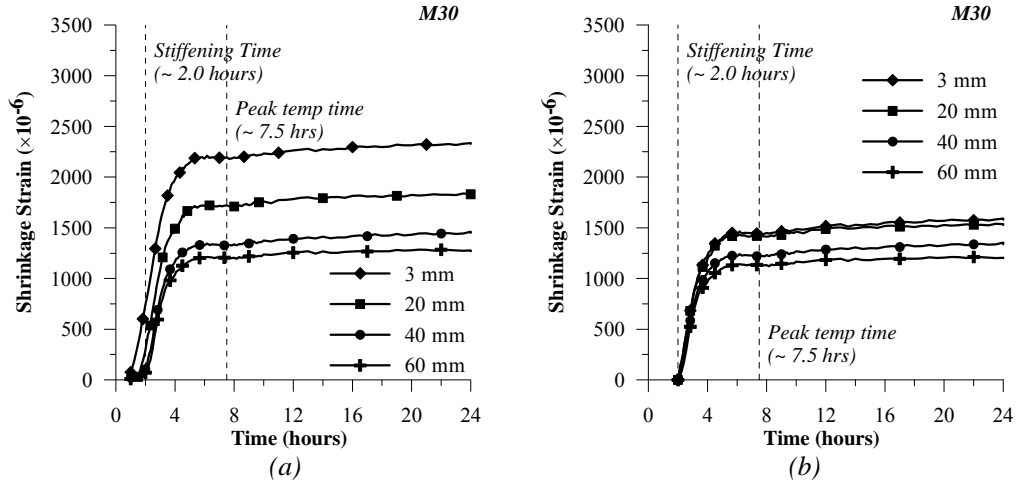 M30
3500
3000
2500
2000
1500
1000
500
0
Shrinkage Strain (×10-6)
Stiffening Time
(~ 2.0 hours)
Peak temp time
(~ 7.5 hrs)
3 mm
20 mm
40 mm
60 mm
0 4 8 12 16 20 24
Time (hours)
(a)
M30
3500
3000
2500
2000
1500
1000
500
0
Shrinkage Strain (×10-6)
Stiffening Time
(~ 2.0 hours)
3 mm
20 mm
40 mm
60 mm
Peak temp time
(~ 7.5 hrs)
0 4 8 12 16 20 24
Time (hours)
(b)